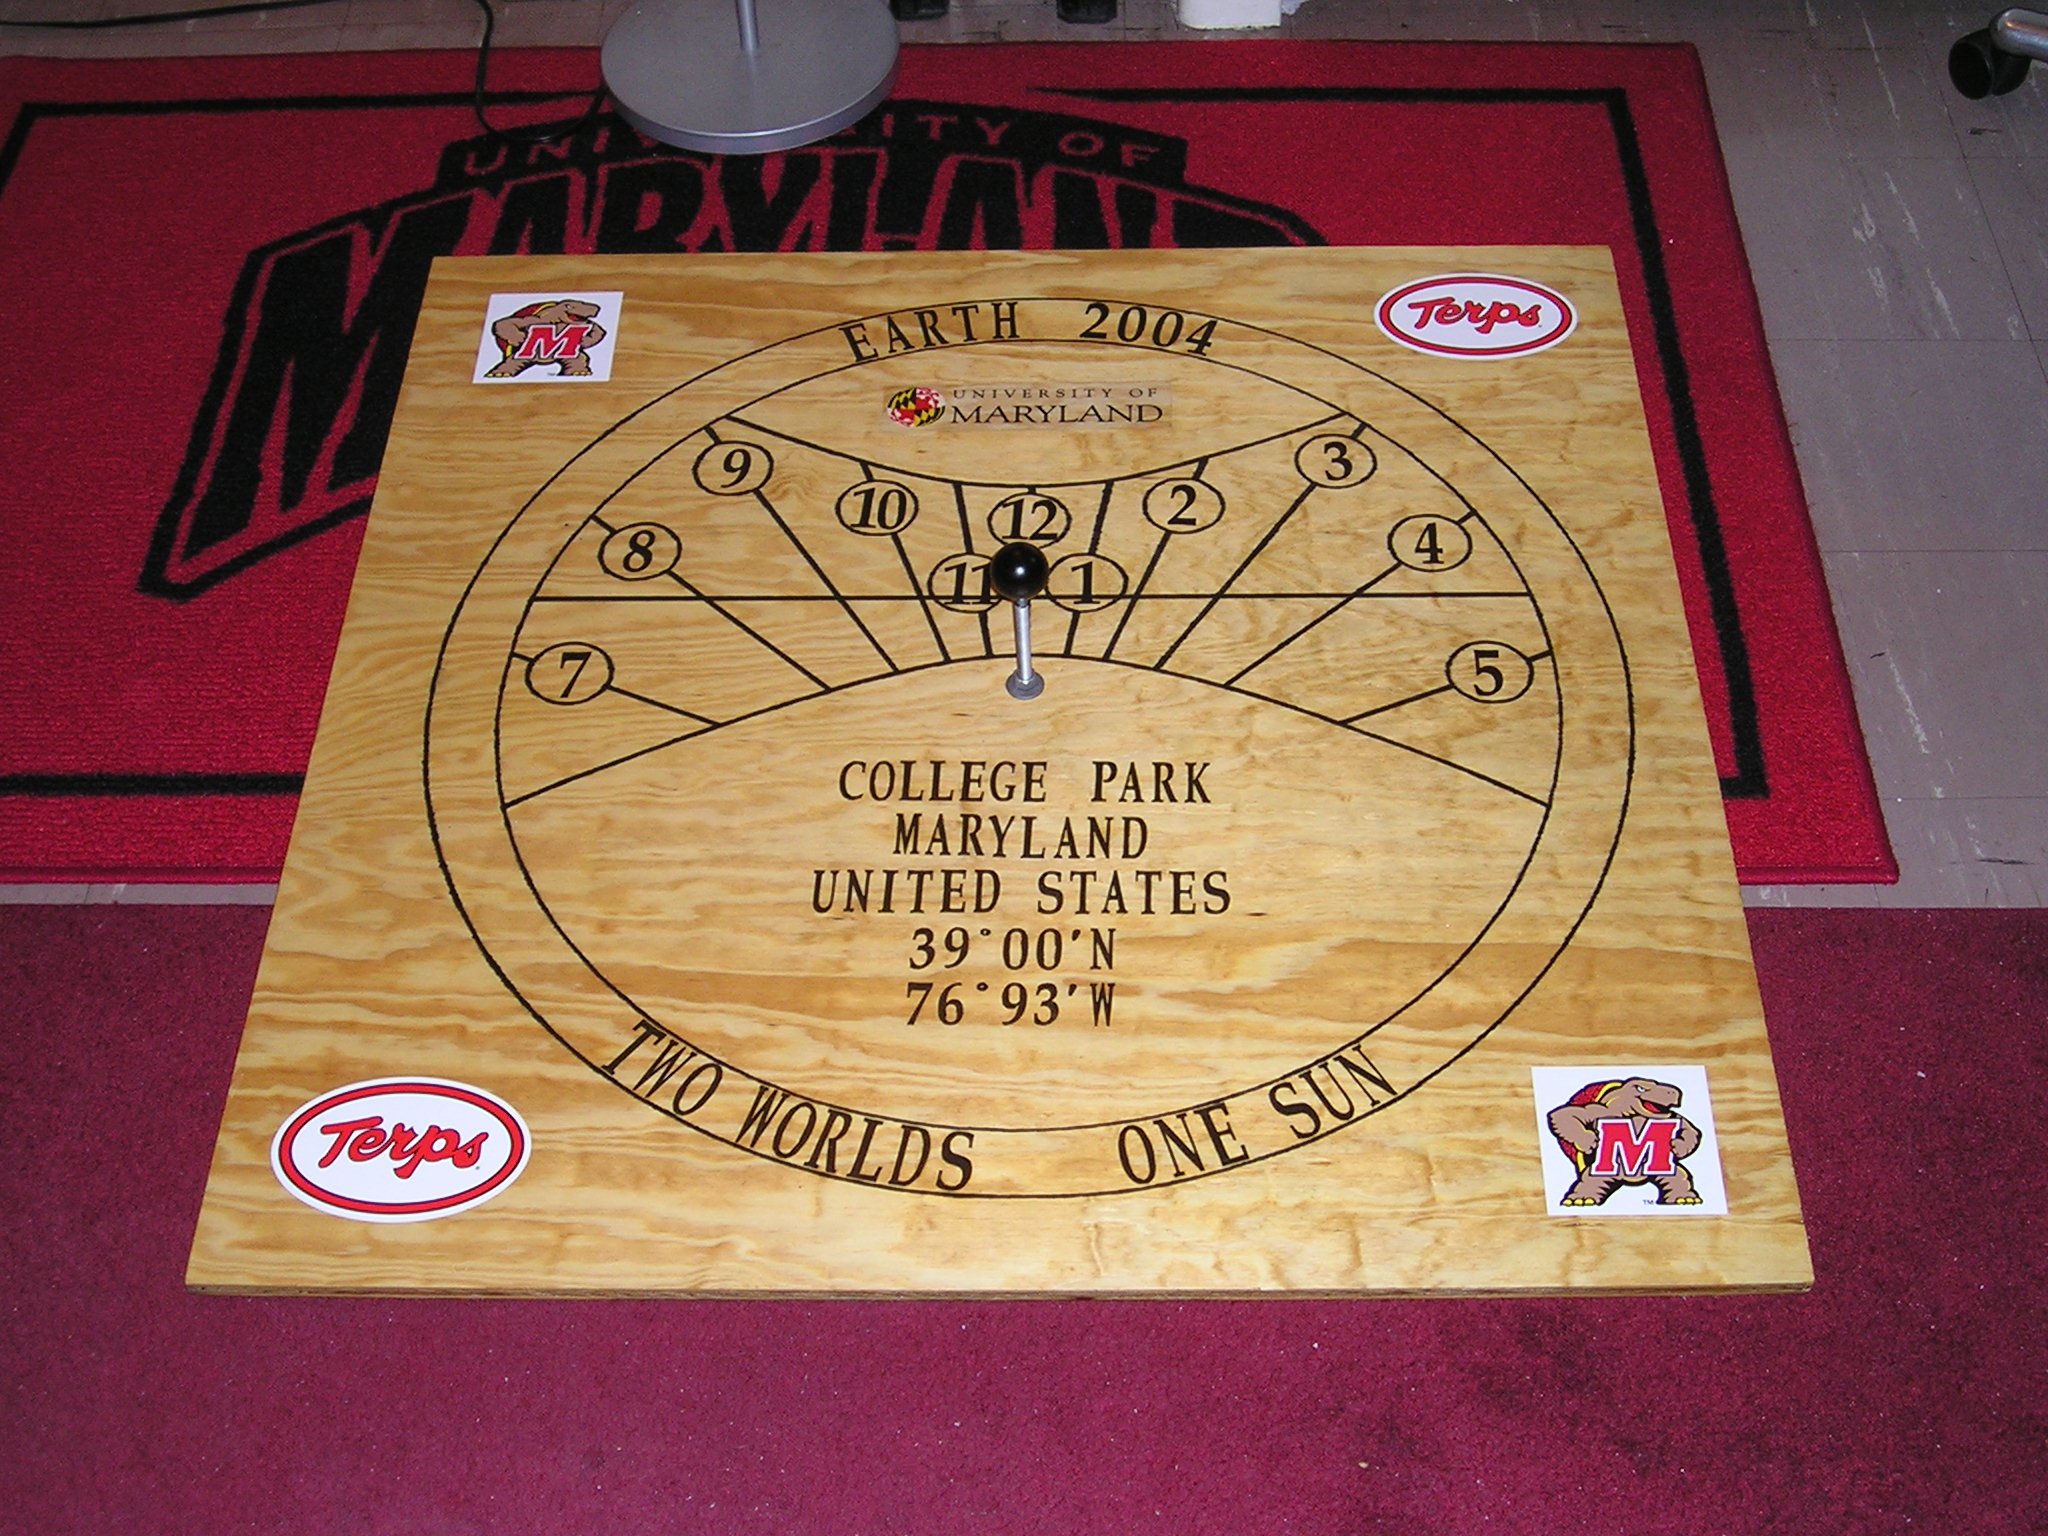 UNIVERSITY OF
MARYLAND
M
Terps
EARTH 2004
UNIVERSITY OF
MARYLAND
9
3
10
12
2
8
4
11
1
7
5
COLLEGE PARK
MARYLAND
UNITED STATES
39°00'N
76°93'W
TWO WORLDS ONE SUN
Terps
M
TM